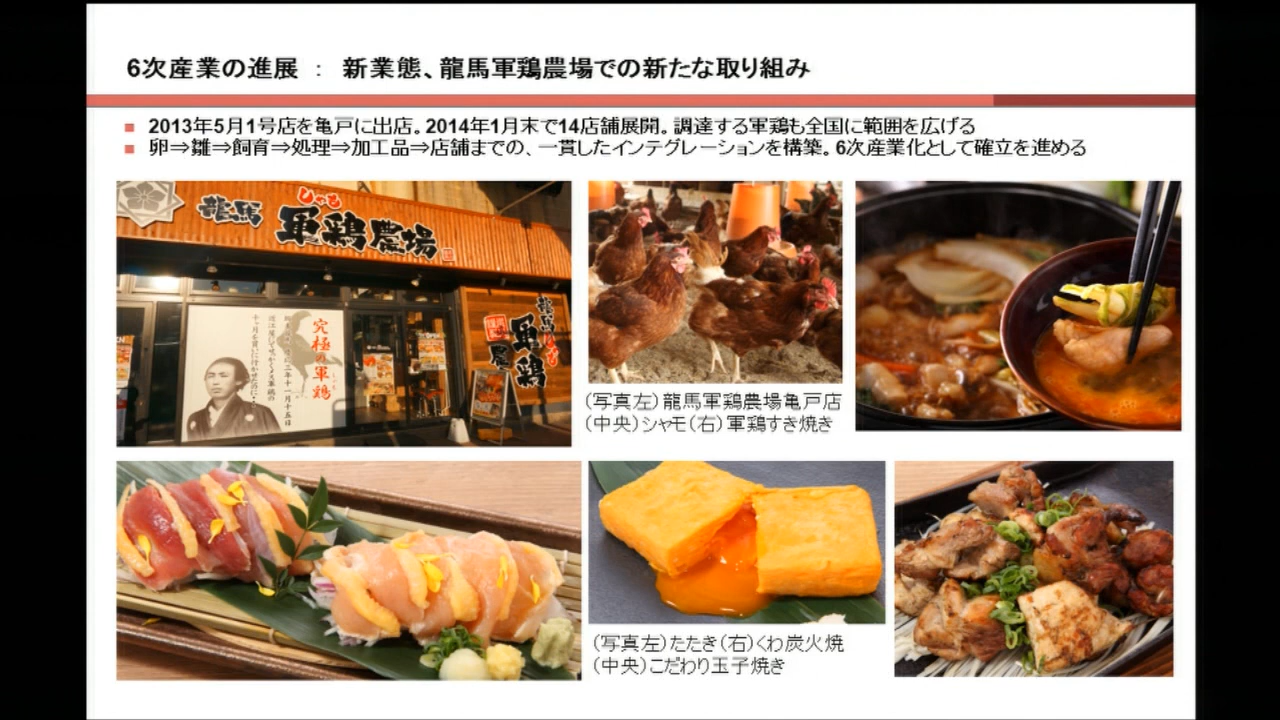 6次産業の進展 : 新業態、龍馬軍鶏農場での新たな取り組み
2013年5月1号店を亀戸に出店。2014年1月末で14店舗展開。調達する軍鶏も全国に範囲を広げる
卵⇒雛⇒飼育⇒処理⇒加工品⇒店舗までの、一貫したインテグレーションを構築。6次産業化として確立を進める
龍馬
しゃも
軍鶏農場
究極の軍鶏
龍馬
軍鶏
農
(写真左)龍馬軍鶏農場亀戸店
(中央)シャモ(右)軍鶏すき焼き
(写真左)たたき(右)くわ炭火焼
(中央)こだわり玉子焼き